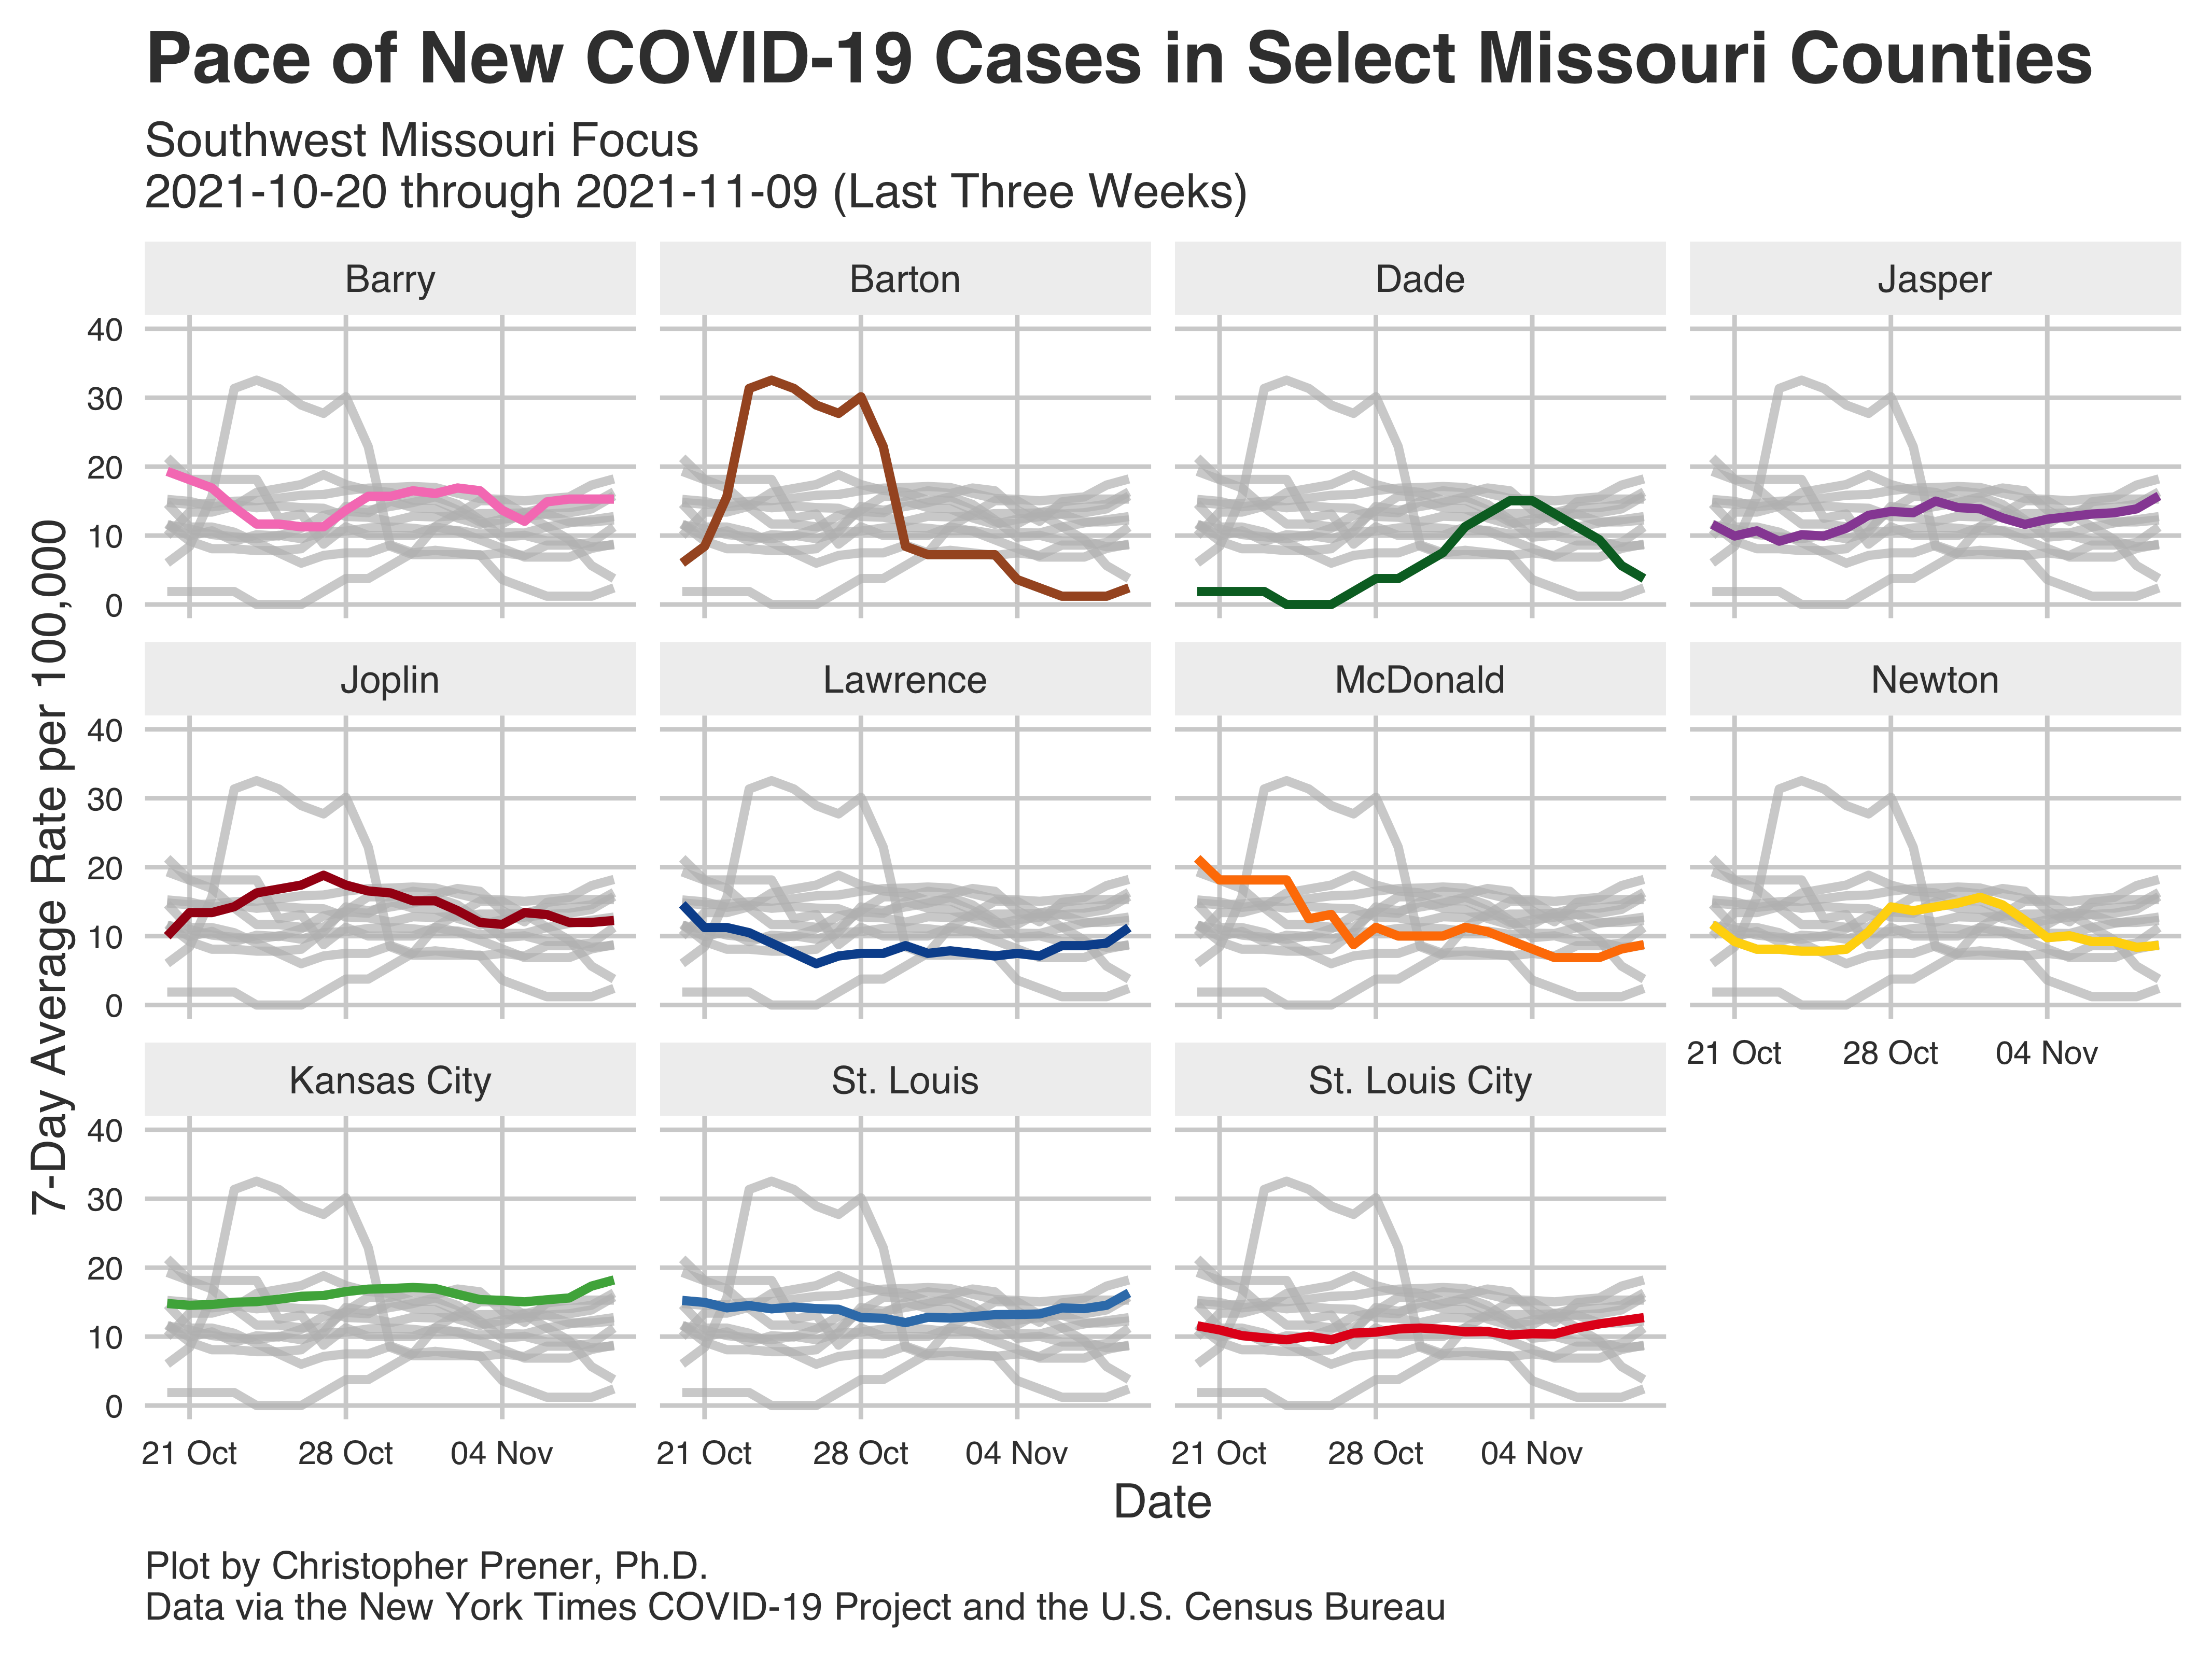 Pace of New COVID-19 Cases in Select Missouri Counties
Southwest Missouri Focus
2021-10-20 through 2021-11-09 (Last Three Weeks)
Barry
Barton
Dade
Jasper
40
30
20
10
0
Joplin
Lawrence
McDonald
Newton
40
30
20
10
0
21 Oct
28 Oct
04 Nov
Kansas City
St. Louis
St. Louis City
40
30
20
10
0
21 Oct
28 Oct
04 Nov
21 Oct
28 Oct
04 Nov
21 Oct
28 Oct
04 Nov
7-Day Average Rate per 100,000
Date
Plot by Christopher Prener, Ph.D.
Data via the New York Times COVID-19 Project and the U.S. Census Bureau